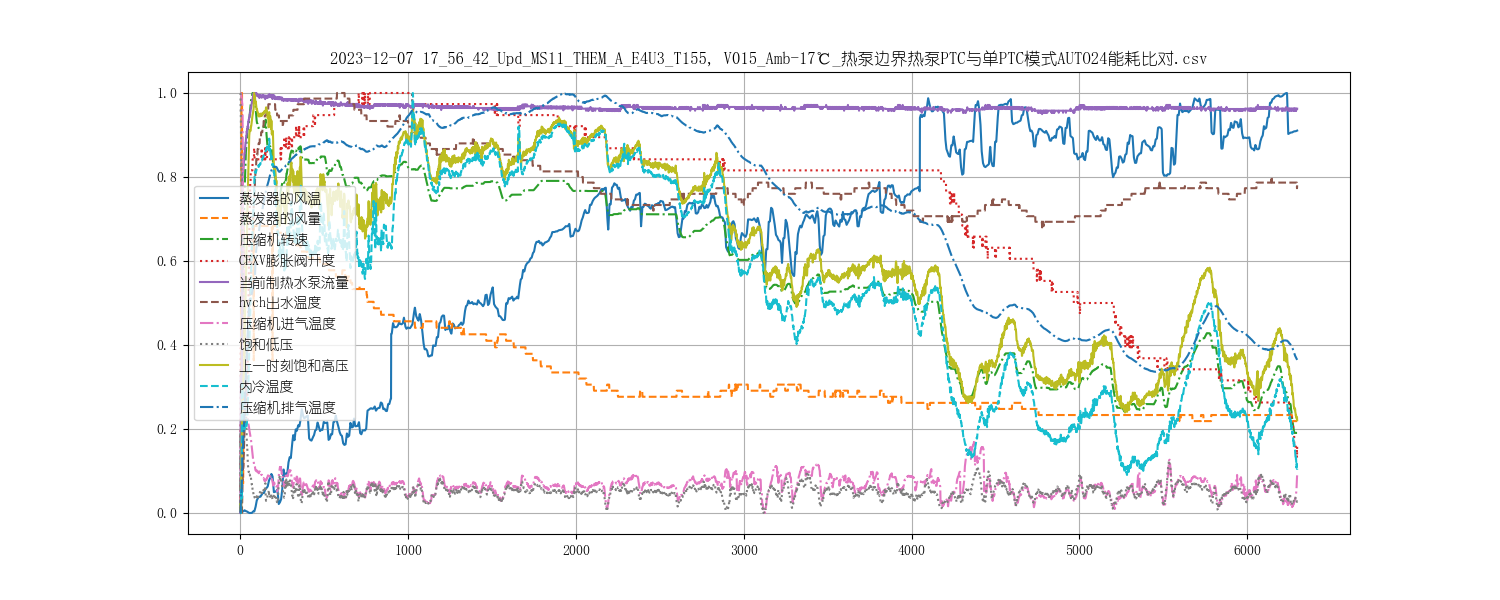 2023-12-07 17_56_42_Upd_MS11_THEM_A_E4U3_T155, V015_Amb-17℃_热泵边界热泵PTC与单PTC模式AUTO24能耗比对.csv
1.0
0.8
0.6
0.4
0.2
0.0
蒸发器的风温
蒸发器的风量
压缩机转速
CEXV膨胀阀开度
当前制热水泵流量
hvch出水温度
压缩机进气温度
饱和低压
上一时刻饱和高压
内冷温度
压缩机排气温度
0 1000 2000 3000 4000 5000 6000